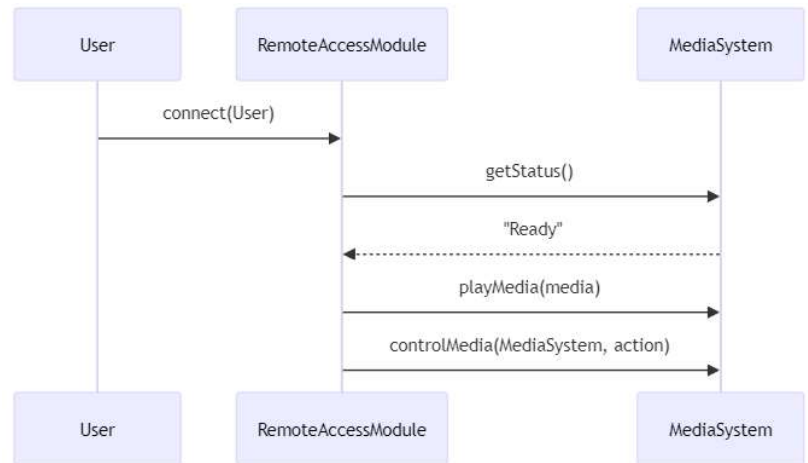 User
RemoteAccessModule
MediaSystem
connect(User)
getStatus()
"Ready"
playMedia(media)
controlMedia(MediaSystem, action)
User
RemoteAccessModule
MediaSystem